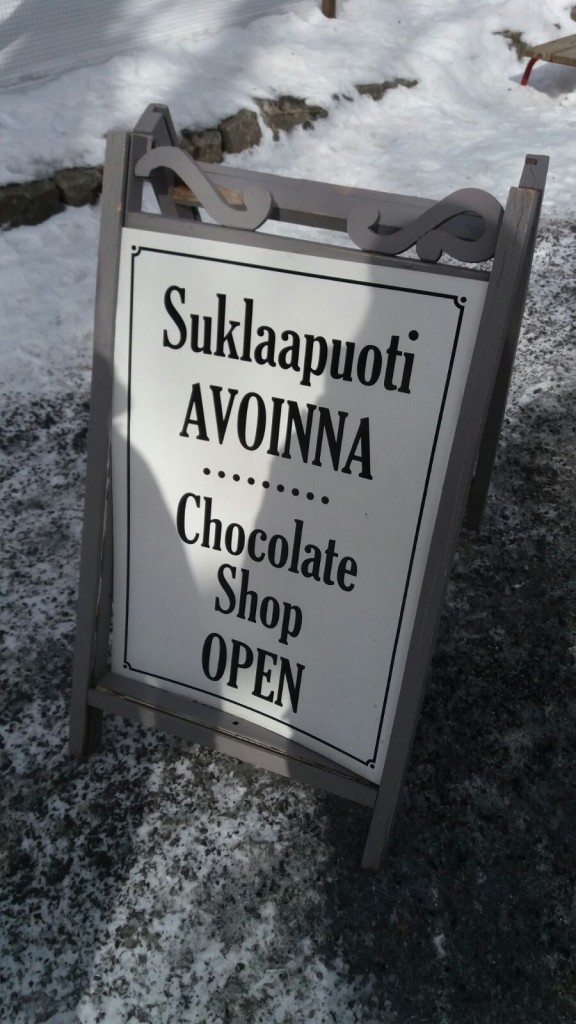 Suklaapuoti
AVOINNA
Chocolate
Shop
OPEN